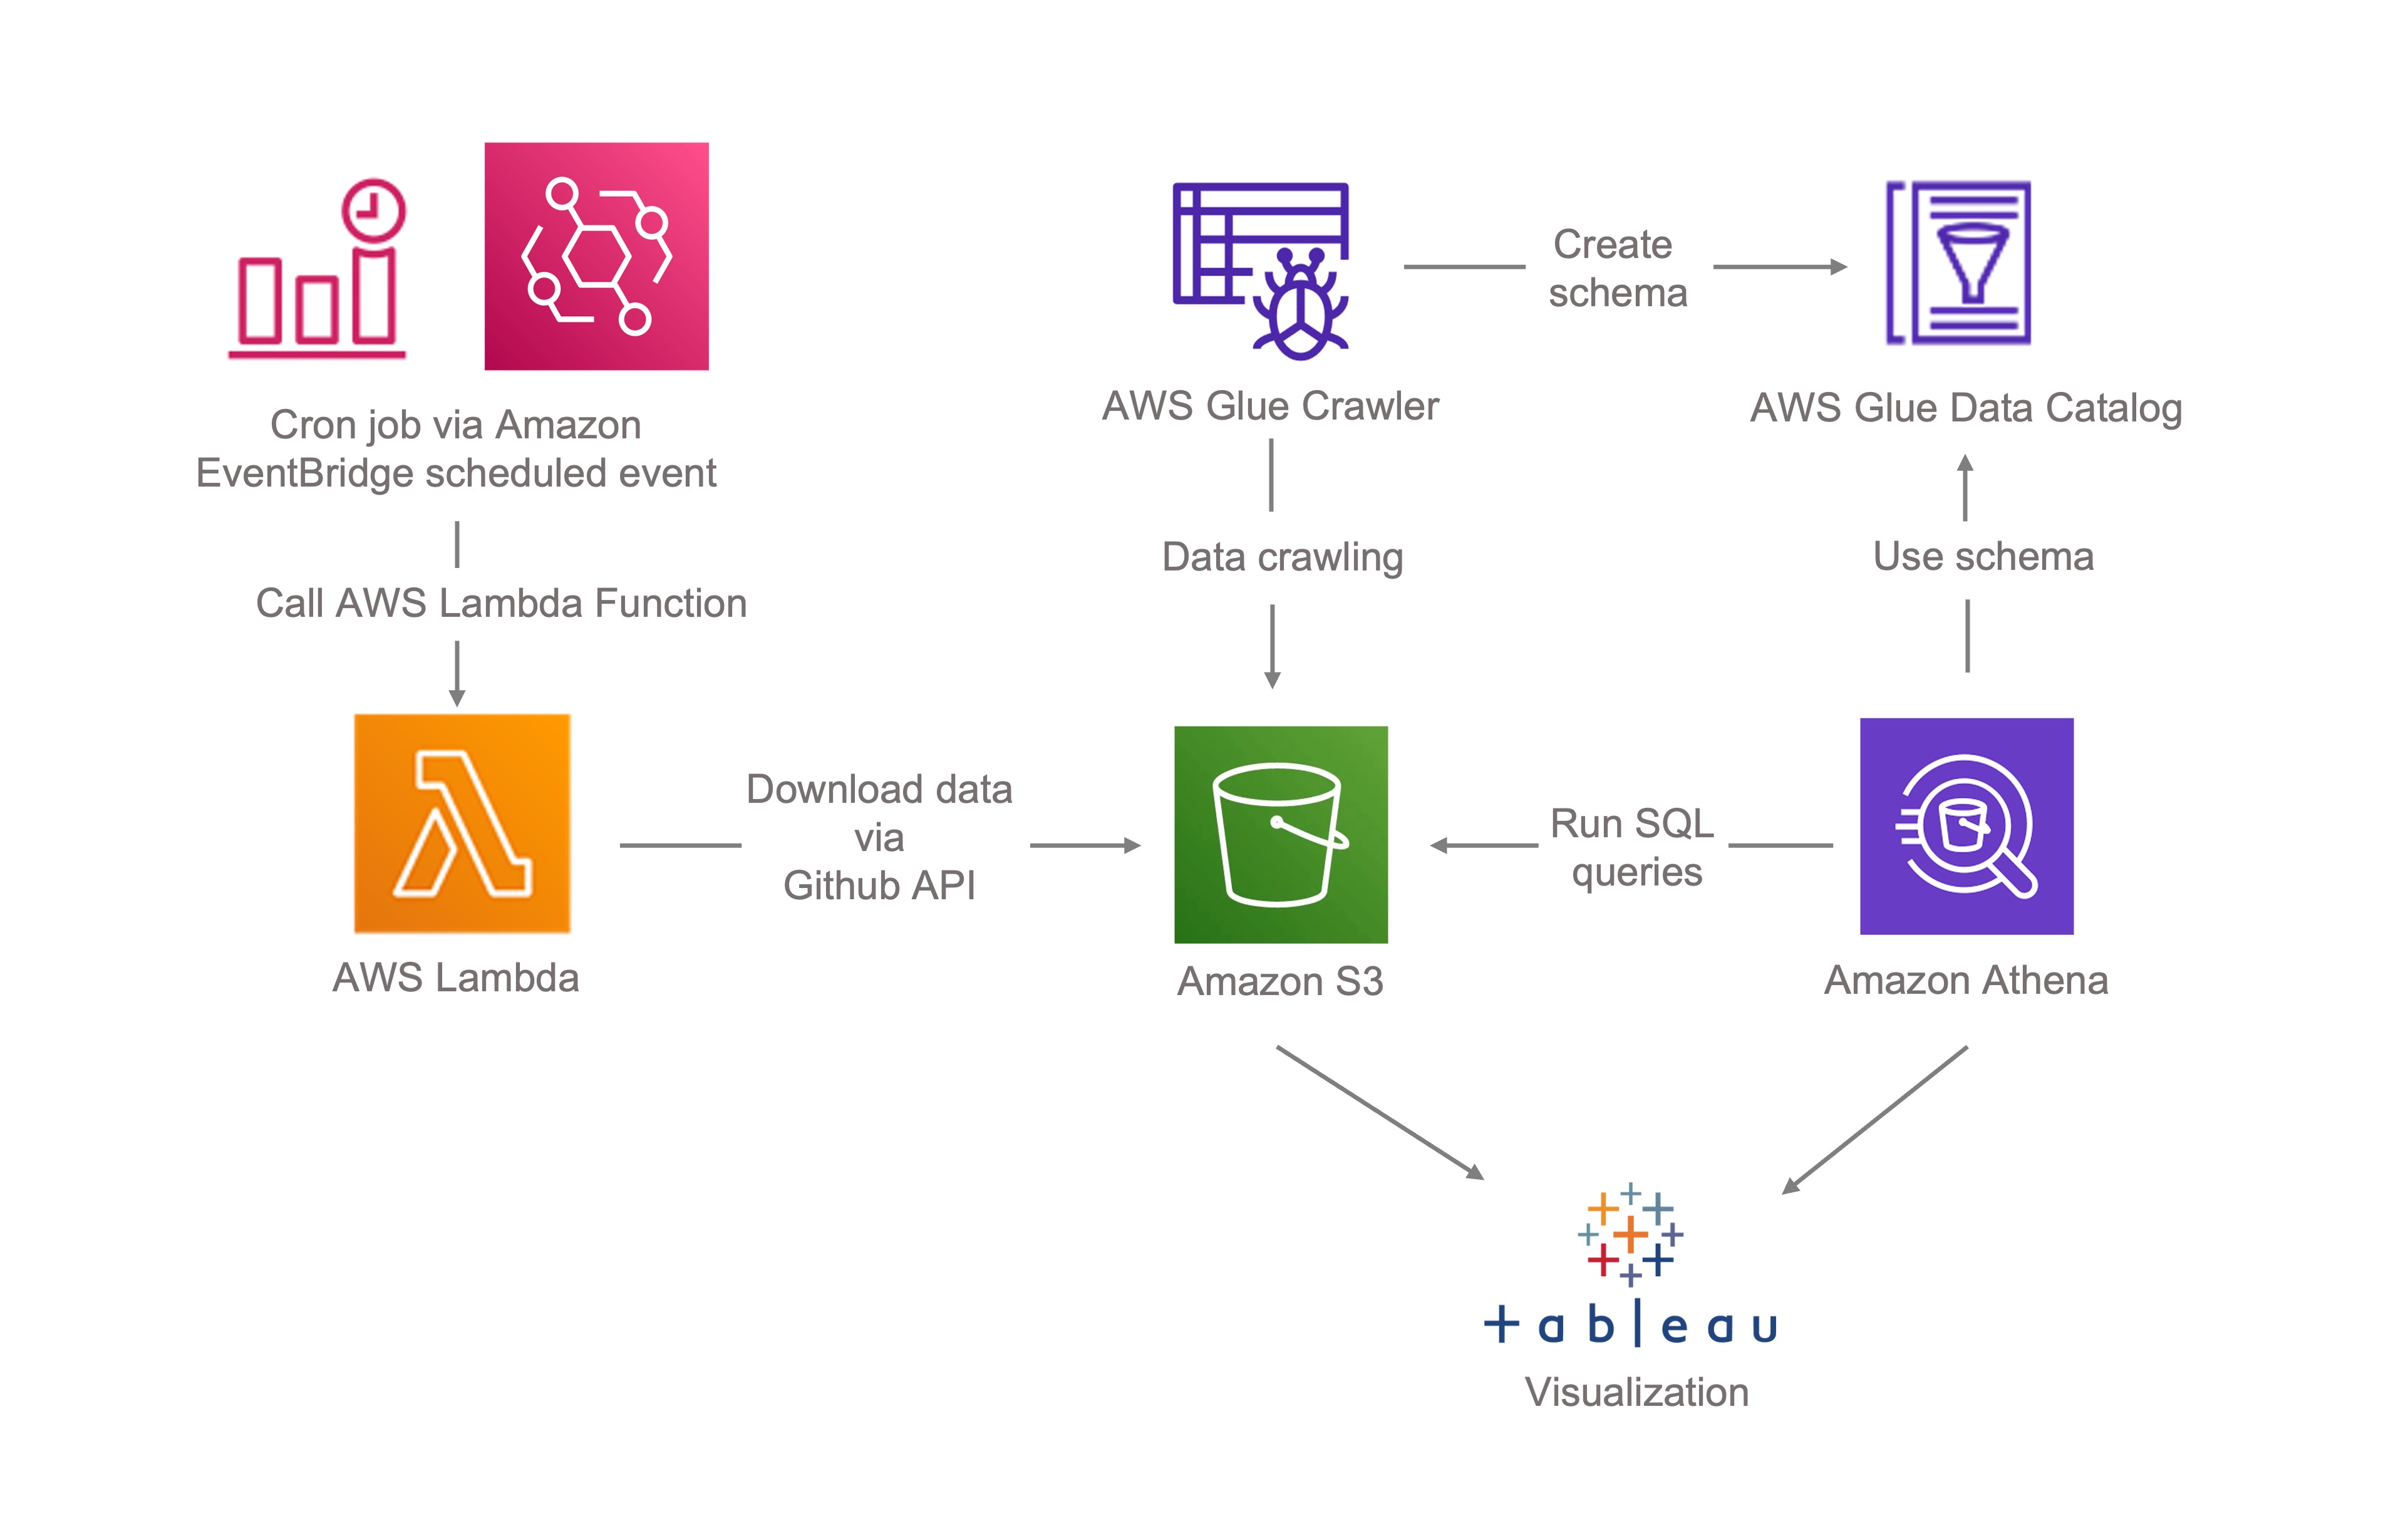 Cron job via Amazon
EventBridge scheduled event
Call AWS Lambda Function
AWS Lambda
Download data
via
Github API
AWS Glue Crawler
Data crawling
Amazon S3
Create
schema
AWS Glue Data Catalog
Use schema
Run SQL
queries
Amazon Athena
+ableau
Visualization